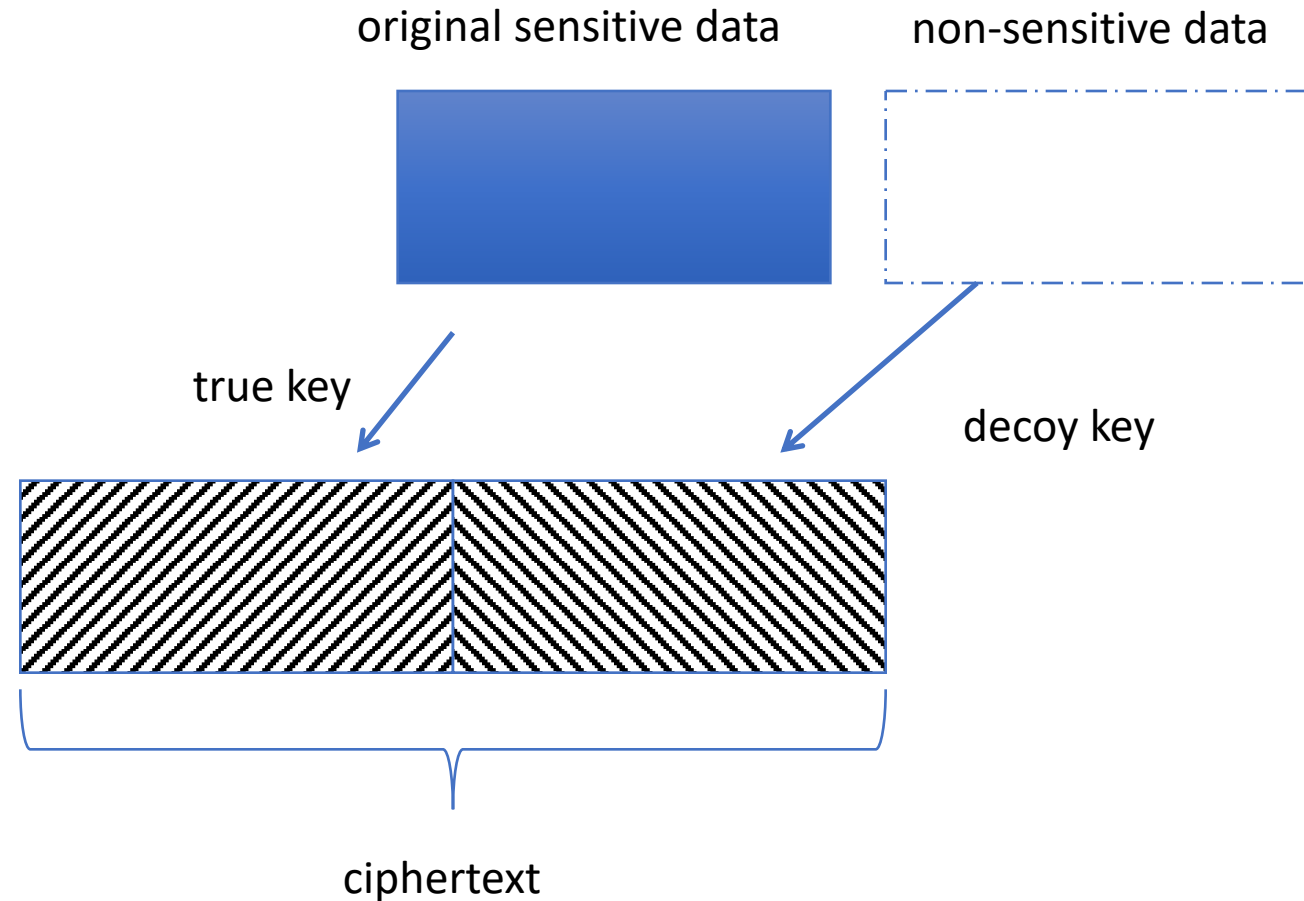 original sensitive data
non-sensitive data
true key
decoy key
ciphertext